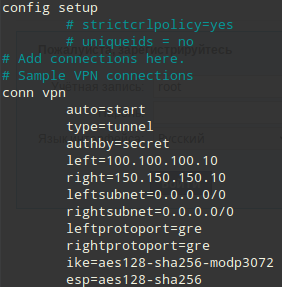 config setup
# strictcrlpolicy=yes
# uniqueids = no
# Add connections here.
# Sample VPN connections
conn vpn
auto=start
type=tunnel
authby=secret
left=100.100.100.10
right=150.150.150.10
leftsubnet=0.0.0.0/0
rightsubnet=0.0.0.0/0
leftprotoport=gre
rightprotoport=gre
ike=aes128-sha256-modp3072
esp=aes128-sha256